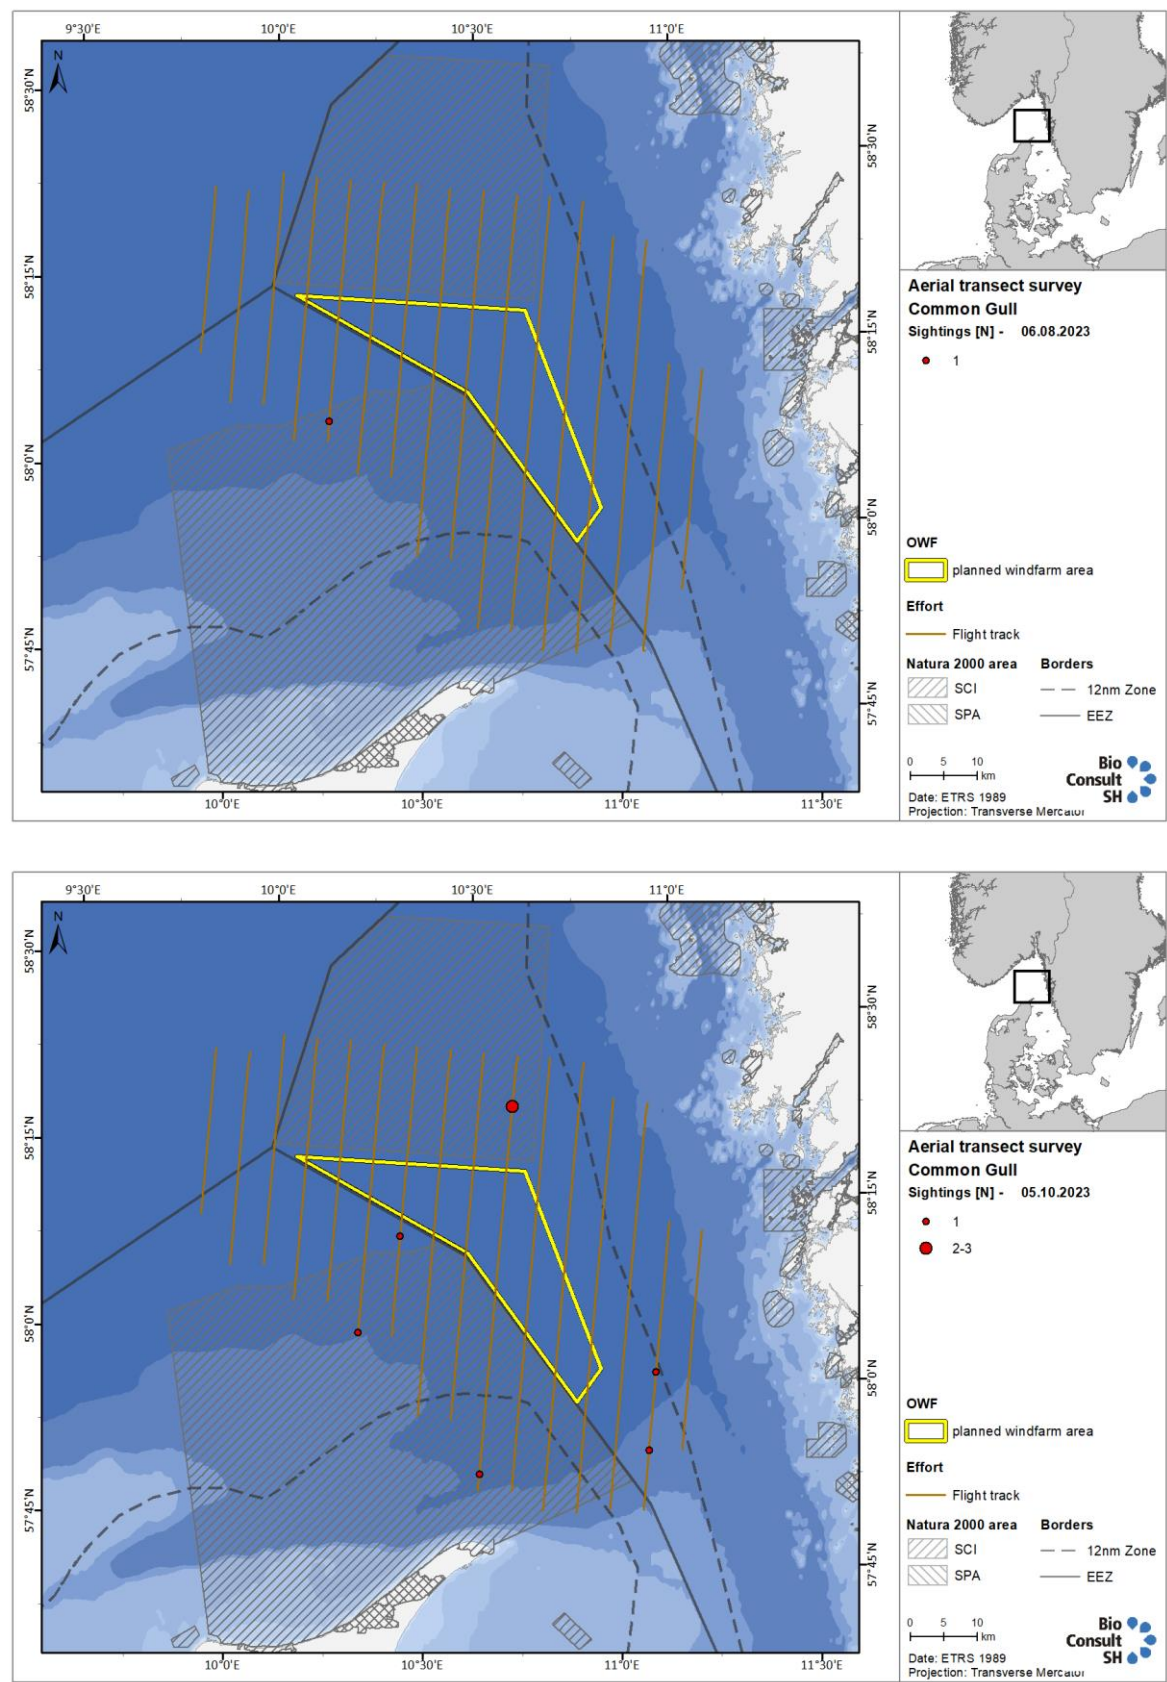 9°30'E 10°0'E 10°30'E 11°0'E
N
58°30'N
58°15'N
58°0'N
57°45'N
58°30'N
58°15'N
58°0'N
57°45'N
10°0'E 10°30'E 11°0'E 11°30'E
Aerial transect survey
Common Gull
Sightings [N] - 06.08.2023
1
OWF
planned windfarm area
Effort
Flight track
Natura 2000 area Borders
SCI 12nm Zone
SPA EEZ
0 5 10
km
Bio
Consult
SH
Date: ETRS 1989
Projection: Transverse Mercator
9°30'E 10°0'E 10°30'E 11°0'E
N
58°30'N
58°15'N
58°0'N
57°45'N
58°30'N
58°15'N
58°0'N
57°45'N
10°0'E 10°30'E 11°0'E 11°30'E
Aerial transect survey
Common Gull
Sightings [N] - 05.10.2023
1
2-3
OWF
planned windfarm area
Effort
Flight track
Natura 2000 area Borders
SCI 12nm Zone
SPA EEZ
0 5 10
km
Bio
Consult
SH
Date: ETRS 1989
Projection: Transverse Mercator